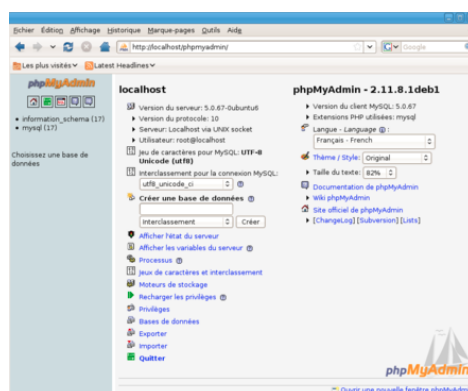 Fichier Édition Affichage Historique Marque-pages Outils Aide
http://localhost/phpmyadmin/
Google
Les plus visités Latest Headlines
phpMyAdmin
information_schema (17)
mysql (17)
Choisissez une base de
données
localhost
Version du serveur: 5.0.67-0ubuntu6
Version du protocole: 10
Serveur: Localhost via UNIX socket
Utilisateur: root@localhost
Jeu de caractères pour MySQL: UTF-8
Unicode (utf8)
Interclassement pour la connexion MySQL:
utf8_unicode_ci
Créer une base de données
Interclassement Créer
Afficher l'état du serveur
Afficher les variables du serveur
Processus
Jeux de caractères et interclassement
Moteurs de stockage
Recharger les privilèges
Privilèges
Bases de données
Exporter
Importer
Quitter
phpMyAdmin - 2.11.8.1deb1
Version du client MySQL: 5.0.67
Extensions PHP utilisées: mysql
Langue - Language :
Français - French
Thème / Style: Original
Taille du texte: 82%
Documentation de phpMyAdmin
Wiki phpMyAdmin
Site officiel de phpMyAdmin
[ChangeLog] [Subversion] [Lists]
phpMyAdmin
Ouvrir une nouvelle fenêtre phpMyAdmin